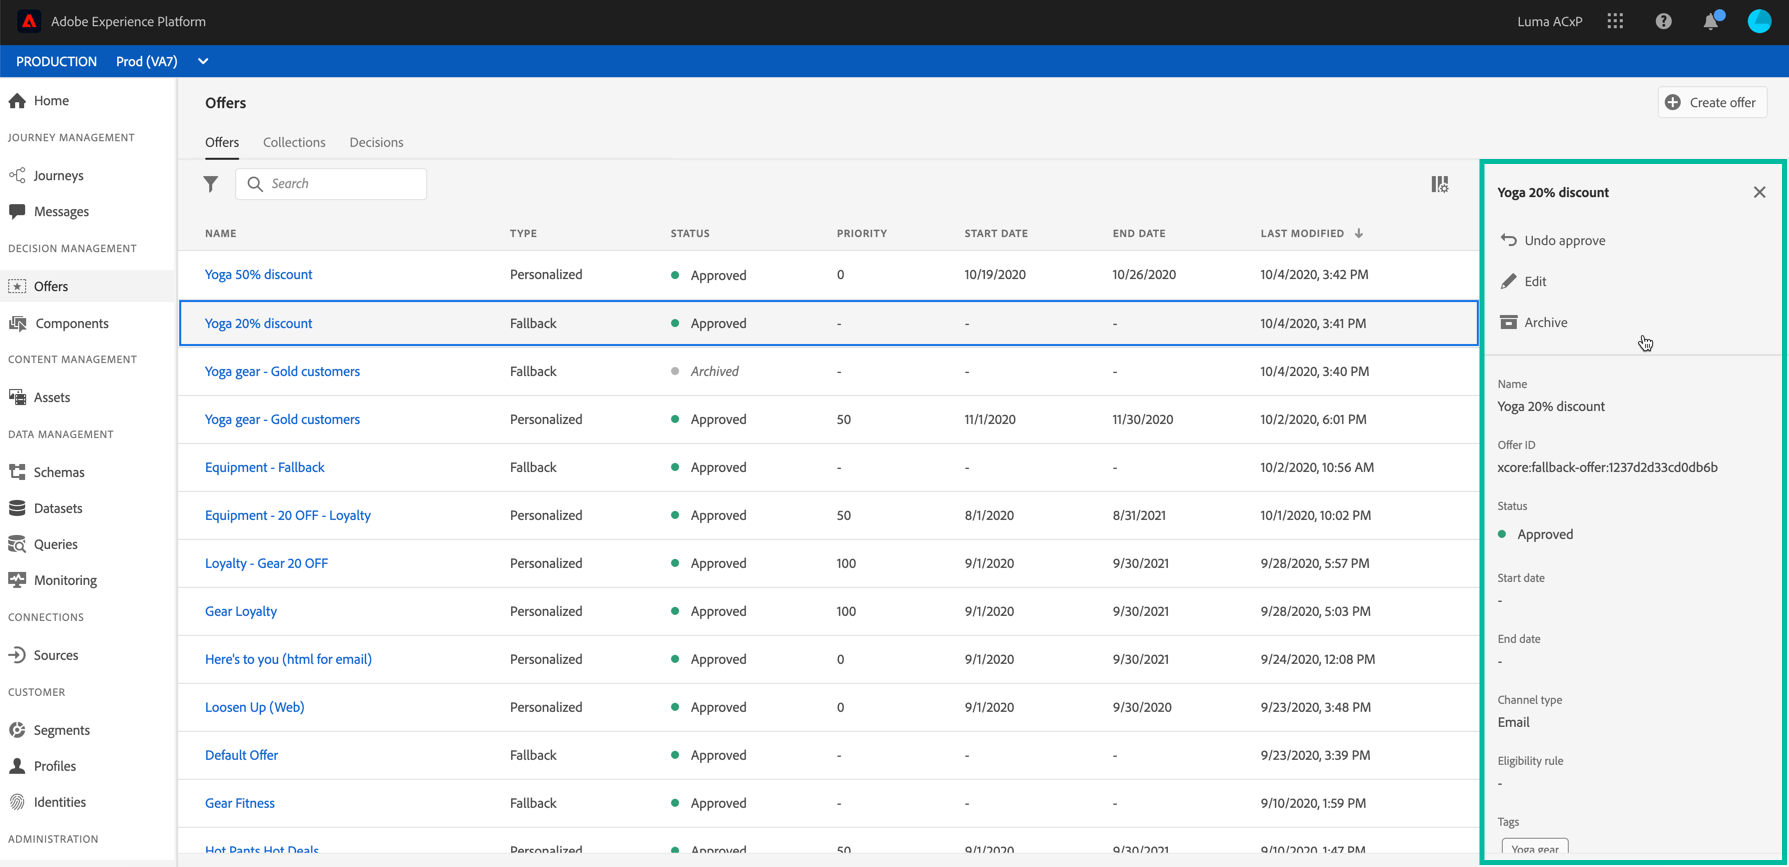 Adobe Experience Platform
Luma ACxP
PRODUCTION Prod (VA7)
Home
JOURNEY MANAGEMENT
Journeys
Messages
DECISION MANAGEMENT
Offers
Components
CONTENT MANAGEMENT
Assets
DATA MANAGEMENT
Schemas
Datasets
Queries
Monitoring
CONNECTIONS
Sources
CUSTOMER
Segments
Profiles
Identities
ADMINISTRATION
Offers
Create offer
Offers Collections Decisions
Search
NAME TYPE STATUS PRIORITY START DATE END DATE LAST MODIFIED
Yoga 50% discount Personalized Approved 0 10/19/2020 10/26/2020 10/4/2020, 3:42 PM
Yoga 20% discount Fallback Approved - - - 10/4/2020, 3:41 PM
Yoga gear - Gold customers Fallback Archived - - - 10/4/2020, 3:40 PM
Yoga gear - Gold customers Personalized Approved 50 11/1/2020 11/30/2020 10/2/2020, 6:01 PM
Equipment - Fallback Fallback Approved - - - 10/2/2020, 10:56 AM
Equipment - 20 OFF - Loyalty Personalized Approved 50 8/1/2020 8/31/2021 10/1/2020, 10:02 PM
Loyalty - Gear 20 OFF Personalized Approved 100 9/1/2020 9/30/2021 9/28/2020, 5:57 PM
Gear Loyalty Personalized Approved 100 9/1/2020 9/30/2021 9/28/2020, 5:03 PM
Here's to you (html for email) Personalized Approved 0 9/1/2020 9/30/2021 9/24/2020, 12:08 PM
Loosen Up (Web) Personalized Approved 0 9/1/2020 9/30/2020 9/23/2020, 3:48 PM
Default Offer Fallback Approved - - - 9/23/2020, 3:39 PM
Gear Fitness Fallback Approved - - - 9/10/2020, 1:59 PM
Hot Pants Hot Deals Personalized Approved 50 9/1/2020 9/30/2021 9/10/2020, 1:47 PM
Yoga 20% discount
Undo approve
Edit
Archive
Name
Yoga 20% discount
Offer ID
xcore:fallback-offer:1237d2d33cd0db6b
Status
Approved
Start date
-
End date
-
Channel type
Email
Eligibility rule
-
Tags
Yoga gear